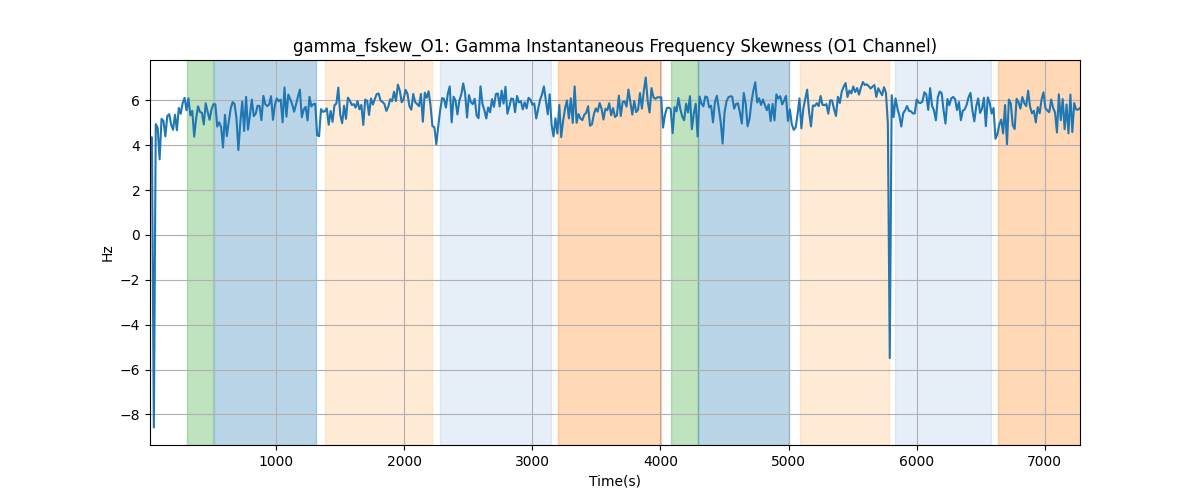 gamma_fskew_O1: Gamma Instantaneous Frequency Skewness (O1 Channel)
6
4
2
0
−2
−4
−6
−8
Hz
1000 2000 3000 4000 5000 6000 7000
Time(s)